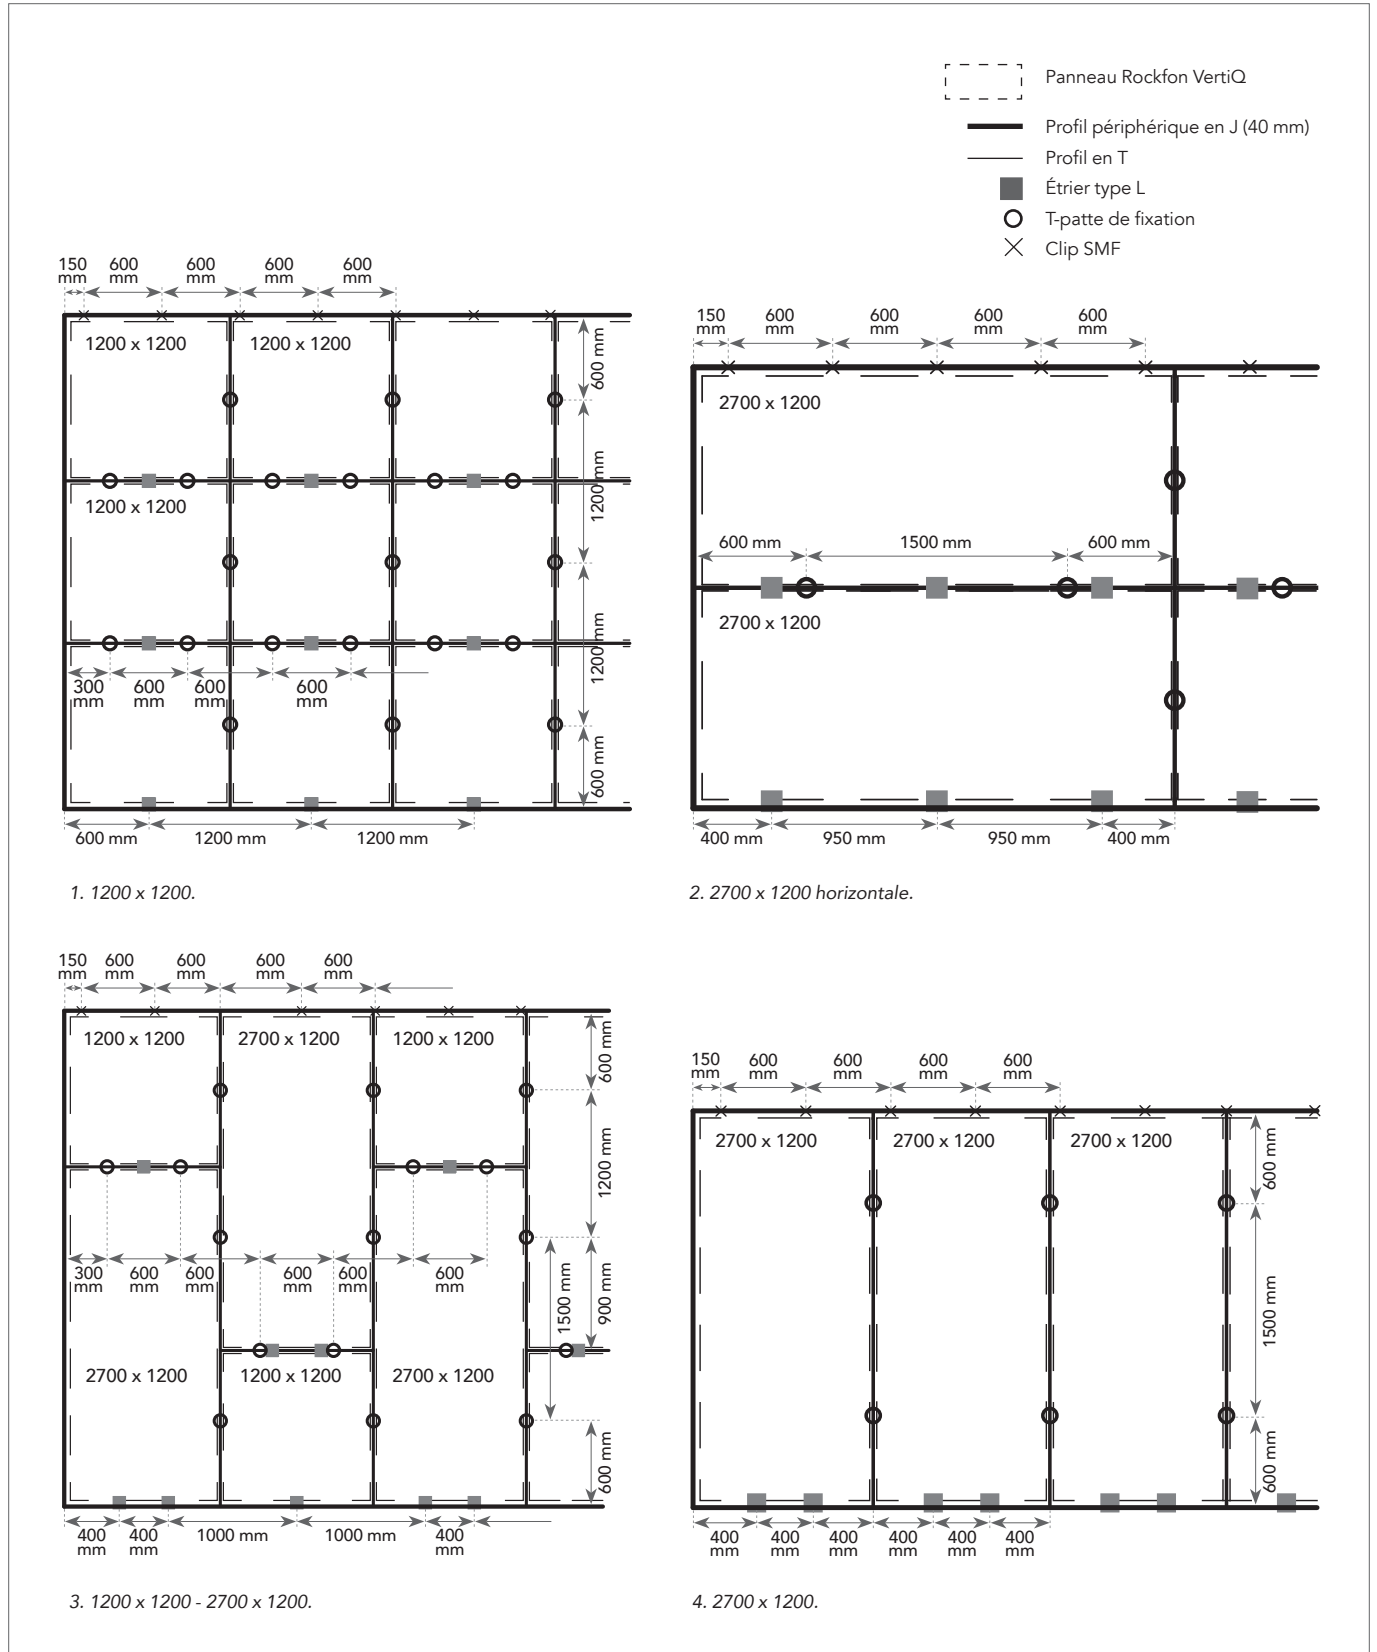 Panneau Rockfon VertiQ
Profil périphérique en J (40 mm)
Profil en T
Étrier type L
T-patte de fixation
Clip SMF
150 600 600 600 600
mm mm mm mm mm
1200 x 1200 1200 x 1200
600 mm
1200 mm
1200 x 1200
1200 mm
300 600 600 600
mm mm mm mm
600 mm
600 mm 1200 mm 1200 mm
1. 1200 x 1200.
150 600 600 600 600
mm mm mm mm mm
2700 x 1200
600 mm 1500 mm 600 mm
2700 x 1200
400 mm 950 mm 950 mm 400 mm
2. 2700 x 1200 horizontale.
150 600 600 600 600
mm mm mm mm mm
1200 x 1200 2700 x 1200 1200 x 1200
600 mm
1200 mm
300 600 600 600 600 600
mm mm mm mm mm mm
1500 mm
900 mm
2700 x 1200 1200 x 1200 2700 x 1200
600 mm
400 400 1000 mm 1000 mm 400
mm mm mm
3. 1200 x 1200 - 2700 x 1200.
150 600 600 600 600
mm mm mm mm mm
2700 x 1200 2700 x 1200 2700 x 1200
600 mm
1500 mm
600 mm
400 400 400 400 400 400
mm mm mm mm mm mm
4. 2700 x 1200.